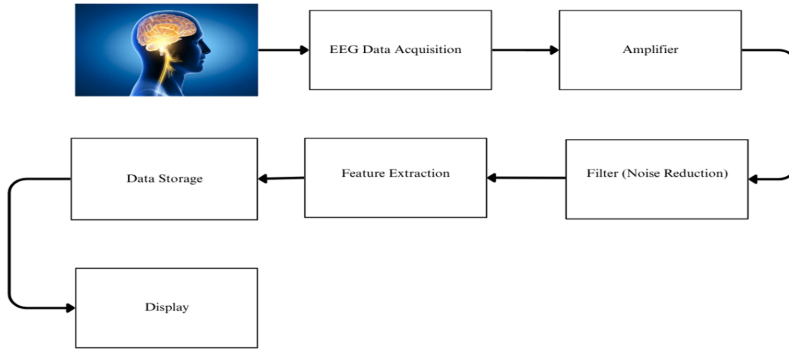 EEG Data Acquisition
Amplifier
Filter (Noise Reduction)
Feature Extraction
Data Storage
Display